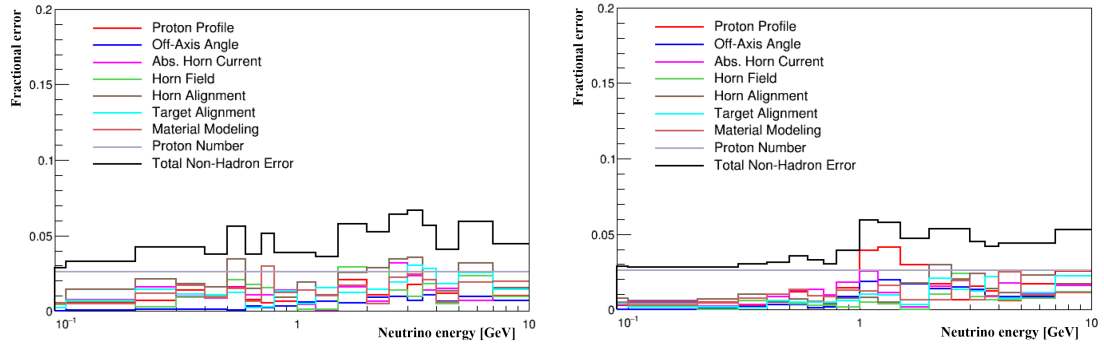 Fractional error
0.2
0.15
0.1
0.05
0
Proton Profile
Off-Axis Angle
Abs. Horn Current
Horn Field
Horn Alignment
Target Alignment
Material Modeling
Proton Number
Total Non-Hadron Error
10⁻¹
1
10
Neutrino energy [GeV]
Fractional error
0.2
0.15
0.1
0.05
0
Proton Profile
Off-Axis Angle
Abs. Horn Current
Horn Field
Horn Alignment
Target Alignment
Material Modeling
Proton Number
Total Non-Hadron Error
10⁻¹
1
10
Neutrino energy [GeV]